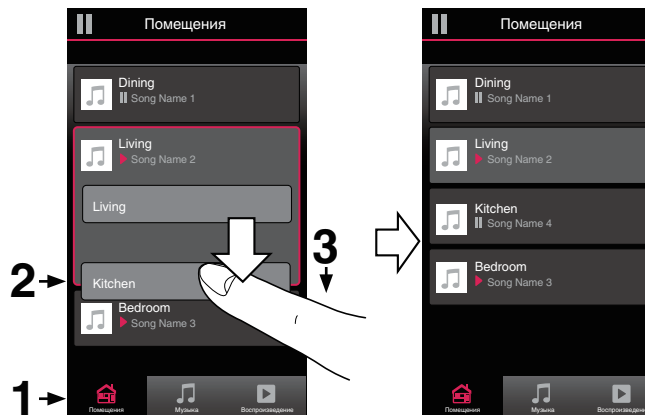 Помещения
Dining
Song Name 1
Living
Song Name 2
Living
Kitchen
Bedroom
Song Name 3
Помещения
Музыка
Воспроизведение
2
3
1
Помещения
Dining
Song Name 1
Living
Song Name 2
Kitchen
Song Name 4
Bedroom
Song Name 3
Помещения
Музыка
Воспроизведение